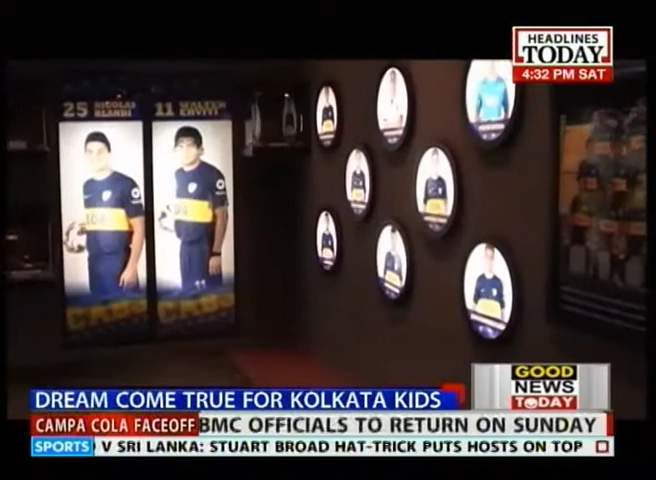 HEADLINES
TODAY
4:32 PM SAT
25 NICOLAS BLANDI
11 WALTER ERVITI
GOOD
NEWS
TODAY
DREAM COME TRUE FOR KOLKATA KIDS
CAMPA COLA FACEOFF BMC OFFICIALS TO RETURN ON SUNDAY
SPORTS V SRI LANKA: STUART BROAD HAT-TRICK PUTS HOSTS ON TOP